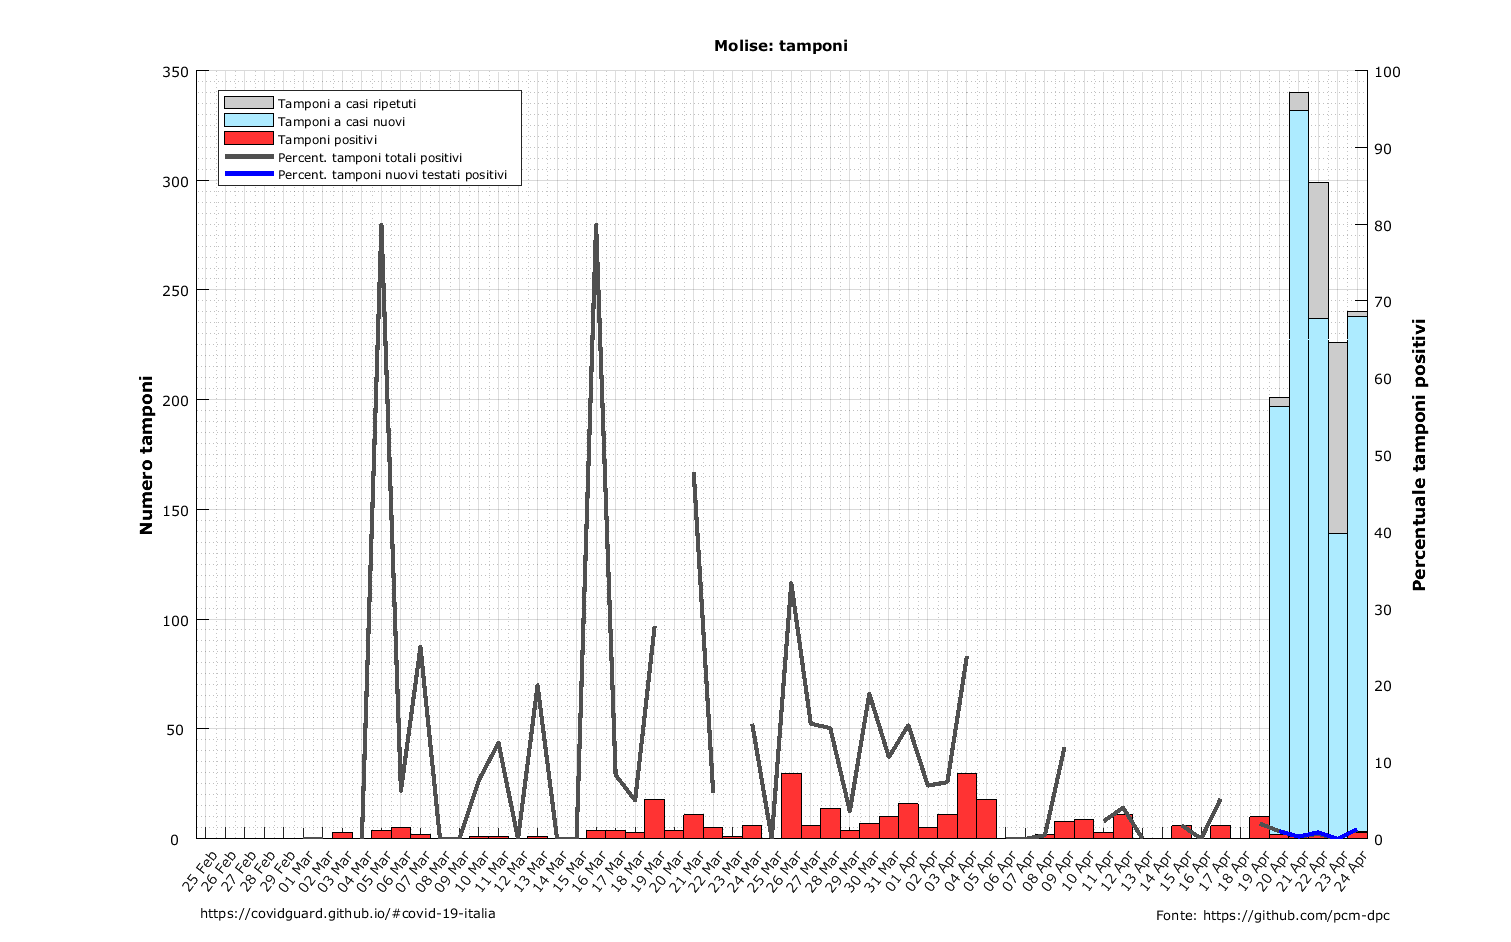 Molise: tamponi
Tamponi a casi ripetuti
Tamponi a casi nuovi
Tamponi positivi
Percent. tamponi totali positivi
Percent. tamponi nuovi testati positivi
Numero tamponi
350
300
250
200
150
100
50
0
100
90
80
70
60
50
40
30
20
10
0
Percentuale tamponi positivi
25 Feb
26 Feb
27 Feb
28 Feb
29 Feb
01 Mar
02 Mar
03 Mar
04 Mar
05 Mar
06 Mar
07 Mar
08 Mar
09 Mar
10 Mar
11 Mar
12 Mar
13 Mar
14 Mar
15 Mar
16 Mar
17 Mar
18 Mar
19 Mar
20 Mar
21 Mar
22 Mar
23 Mar
24 Mar
25 Mar
26 Mar
27 Mar
28 Mar
29 Mar
30 Mar
31 Mar
01 Apr
02 Apr
03 Apr
04 Apr
05 Apr
06 Apr
07 Apr
08 Apr
09 Apr
10 Apr
11 Apr
12 Apr
13 Apr
14 Apr
15 Apr
16 Apr
17 Apr
18 Apr
19 Apr
20 Apr
21 Apr
22 Apr
23 Apr
24 Apr
https://covidguard.github.io/#covid-19-italia
Fonte: https://github.com/pcm-dpc